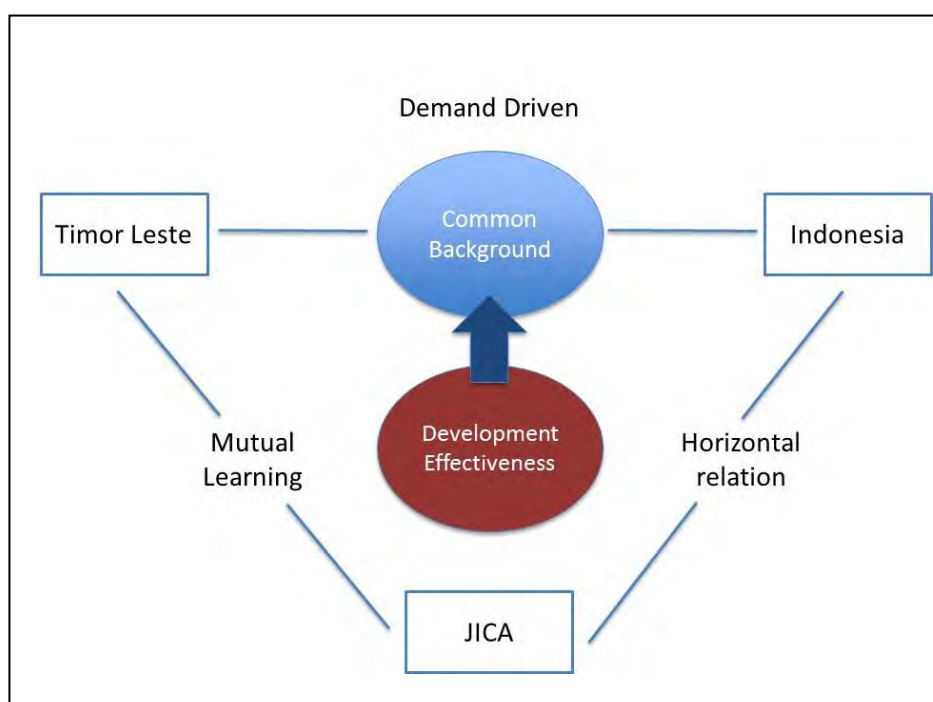 Demand Driven
Timor Leste
Common
Background
Indonesia
Development
Effectiveness
Mutual
Learning
Horizontal
relation
JICA